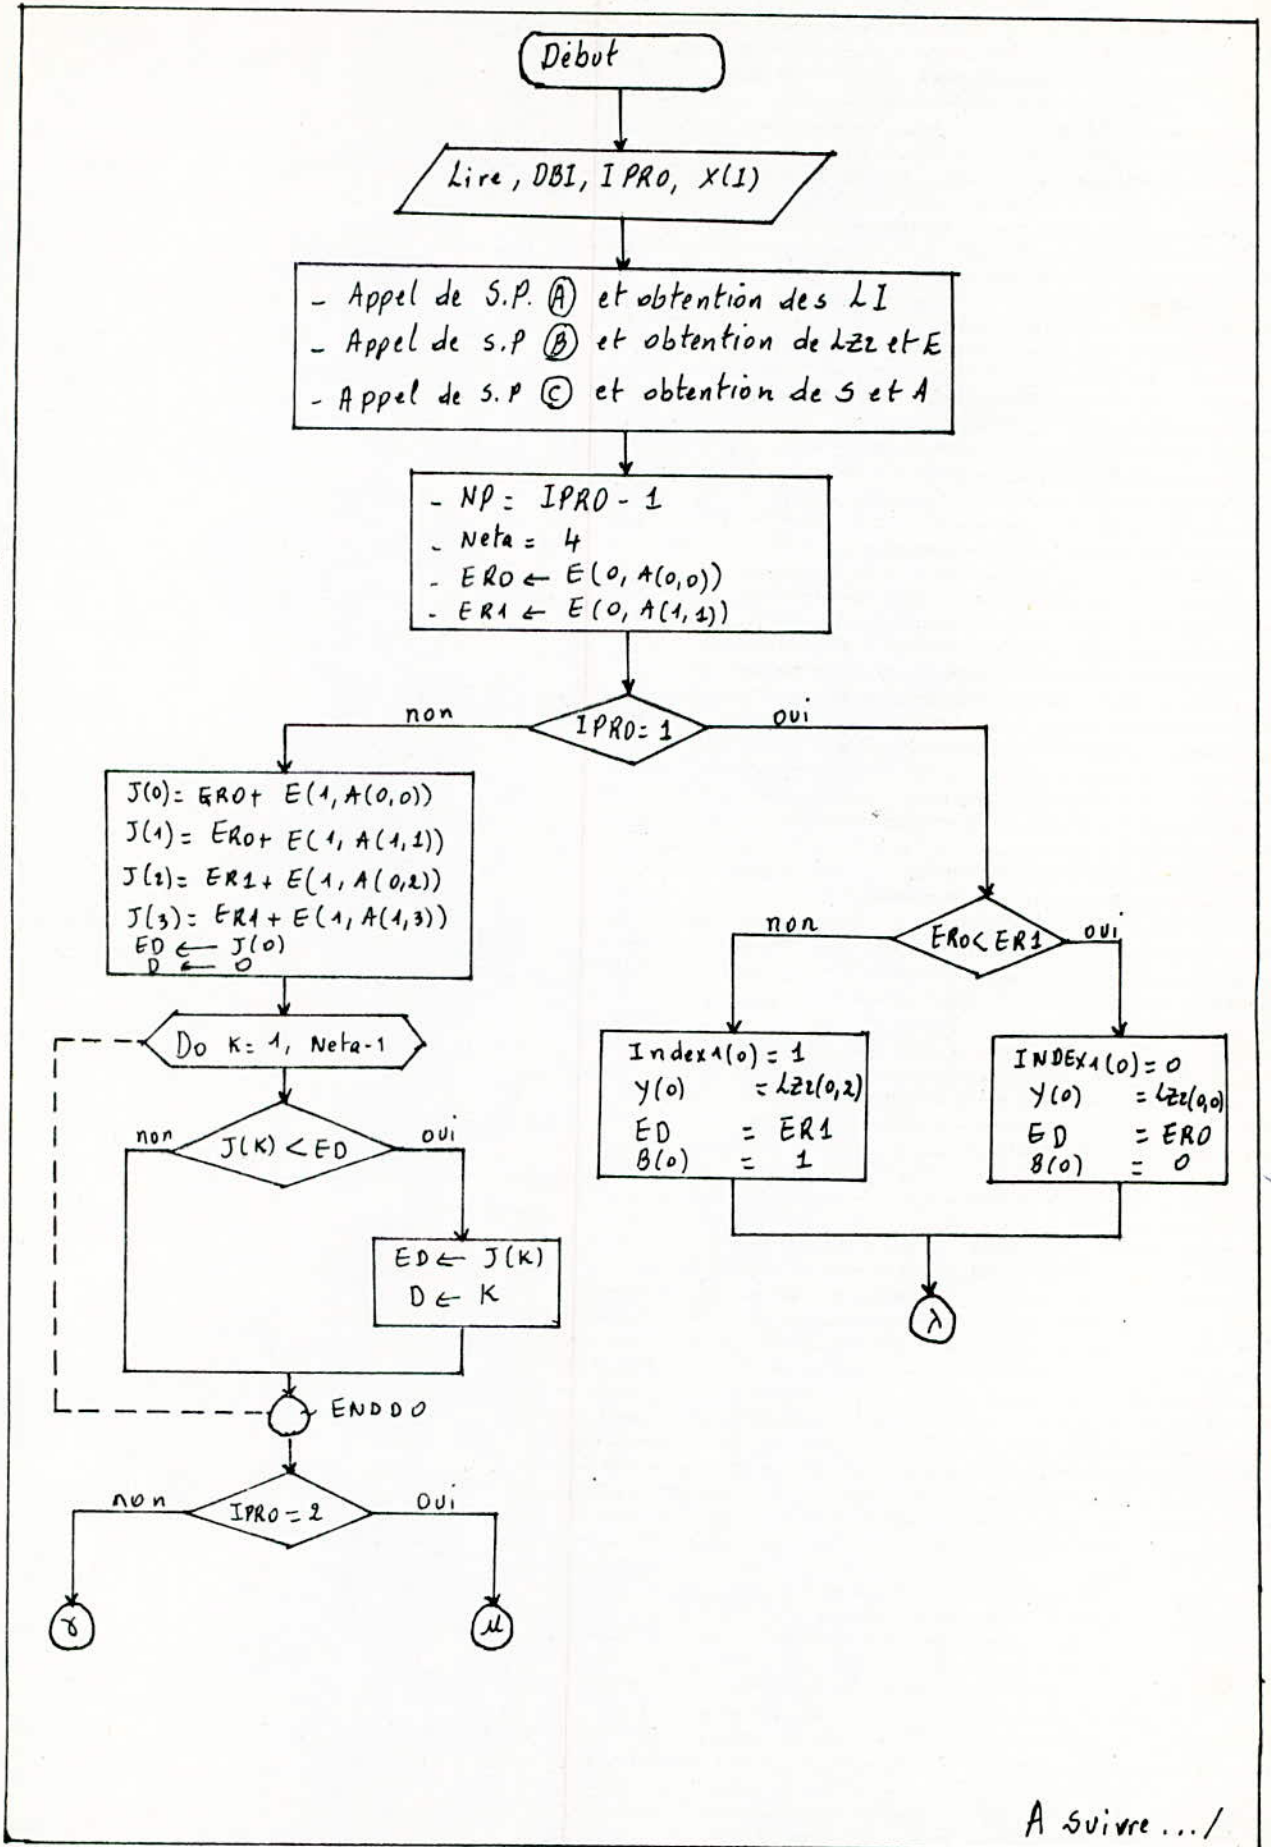 Début
Lire, DBI, IPRO, X(I)
- Appel de S.P. Ⓐ et obtention des LI
- Appel de S.P Ⓑ et obtention de LZ2 et E
- Appel de S.P Ⓒ et obtention de S et A
- NP = IPRO - 1
- Neta = 4
- ER0 ← E(0, A(0,0))
- ER1 ← E(0, A(1,1))
non
IPRO = 1
oui
J(0) = ER0 + E(1, A(0,0))
J(1) = ER0 + E(1, A(1,1))
J(2) = ER1 + E(1, A(0,2))
J(3) = ER1 + E(1, A(1,3))
ED ← J(0)
D ← 0
non
ER0 < ER1
oui
Do K = 1, Neta-1
Index1(0) = 1
Y(0) = LZ2(0,2)
ED = ER1
B(0) = 1
INDEX1(0) = 0
Y(0) = LZ2(0,0)
ED = ER0
B(0) = 0
non
J(K) < ED
oui
ED ← J(K)
D ← K
λ
ENDDO
non
IPRO = 2
oui
γ
μ
A suivre.../